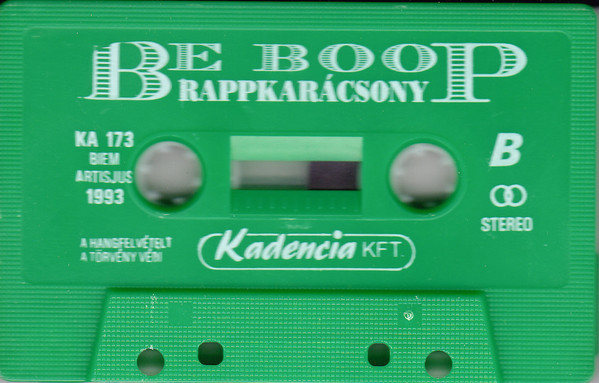 BE BOOP
RAPPKARÁCSONY
KA 173
BIEM
ARTISJUS
1993
B
STEREO
A HANGFELVÉTELT
A TÖRVÉNY VÉDI
Kadencia KFT.